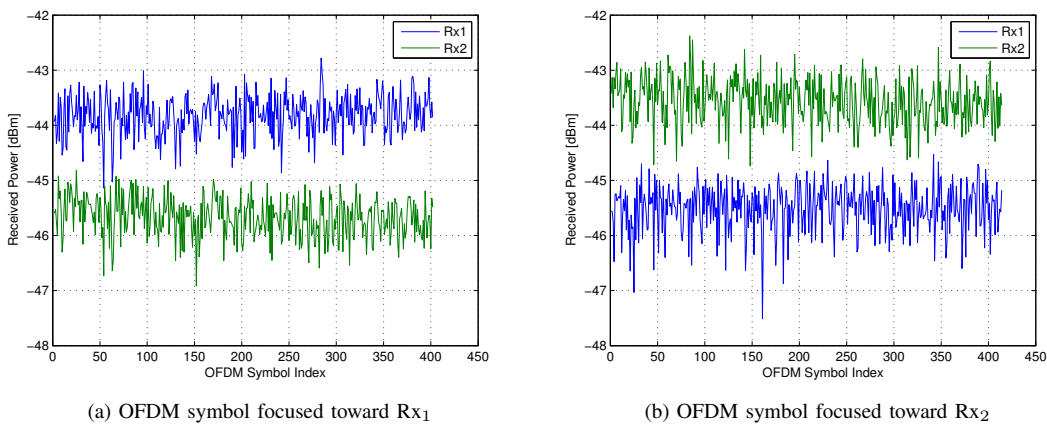 −42
−43
−44
−45
−46
−47
−48
0 50 100 150 200 250 300 350 400 450
Received Power [dBm]
OFDM Symbol Index
Rx1
Rx2
(a) OFDM symbol focused toward Rx₁
−42
−43
−44
−45
−46
−47
−48
0 50 100 150 200 250 300 350 400 450
Received Power [dBm]
OFDM Symbol Index
Rx1
Rx2
(b) OFDM symbol focused toward Rx₂